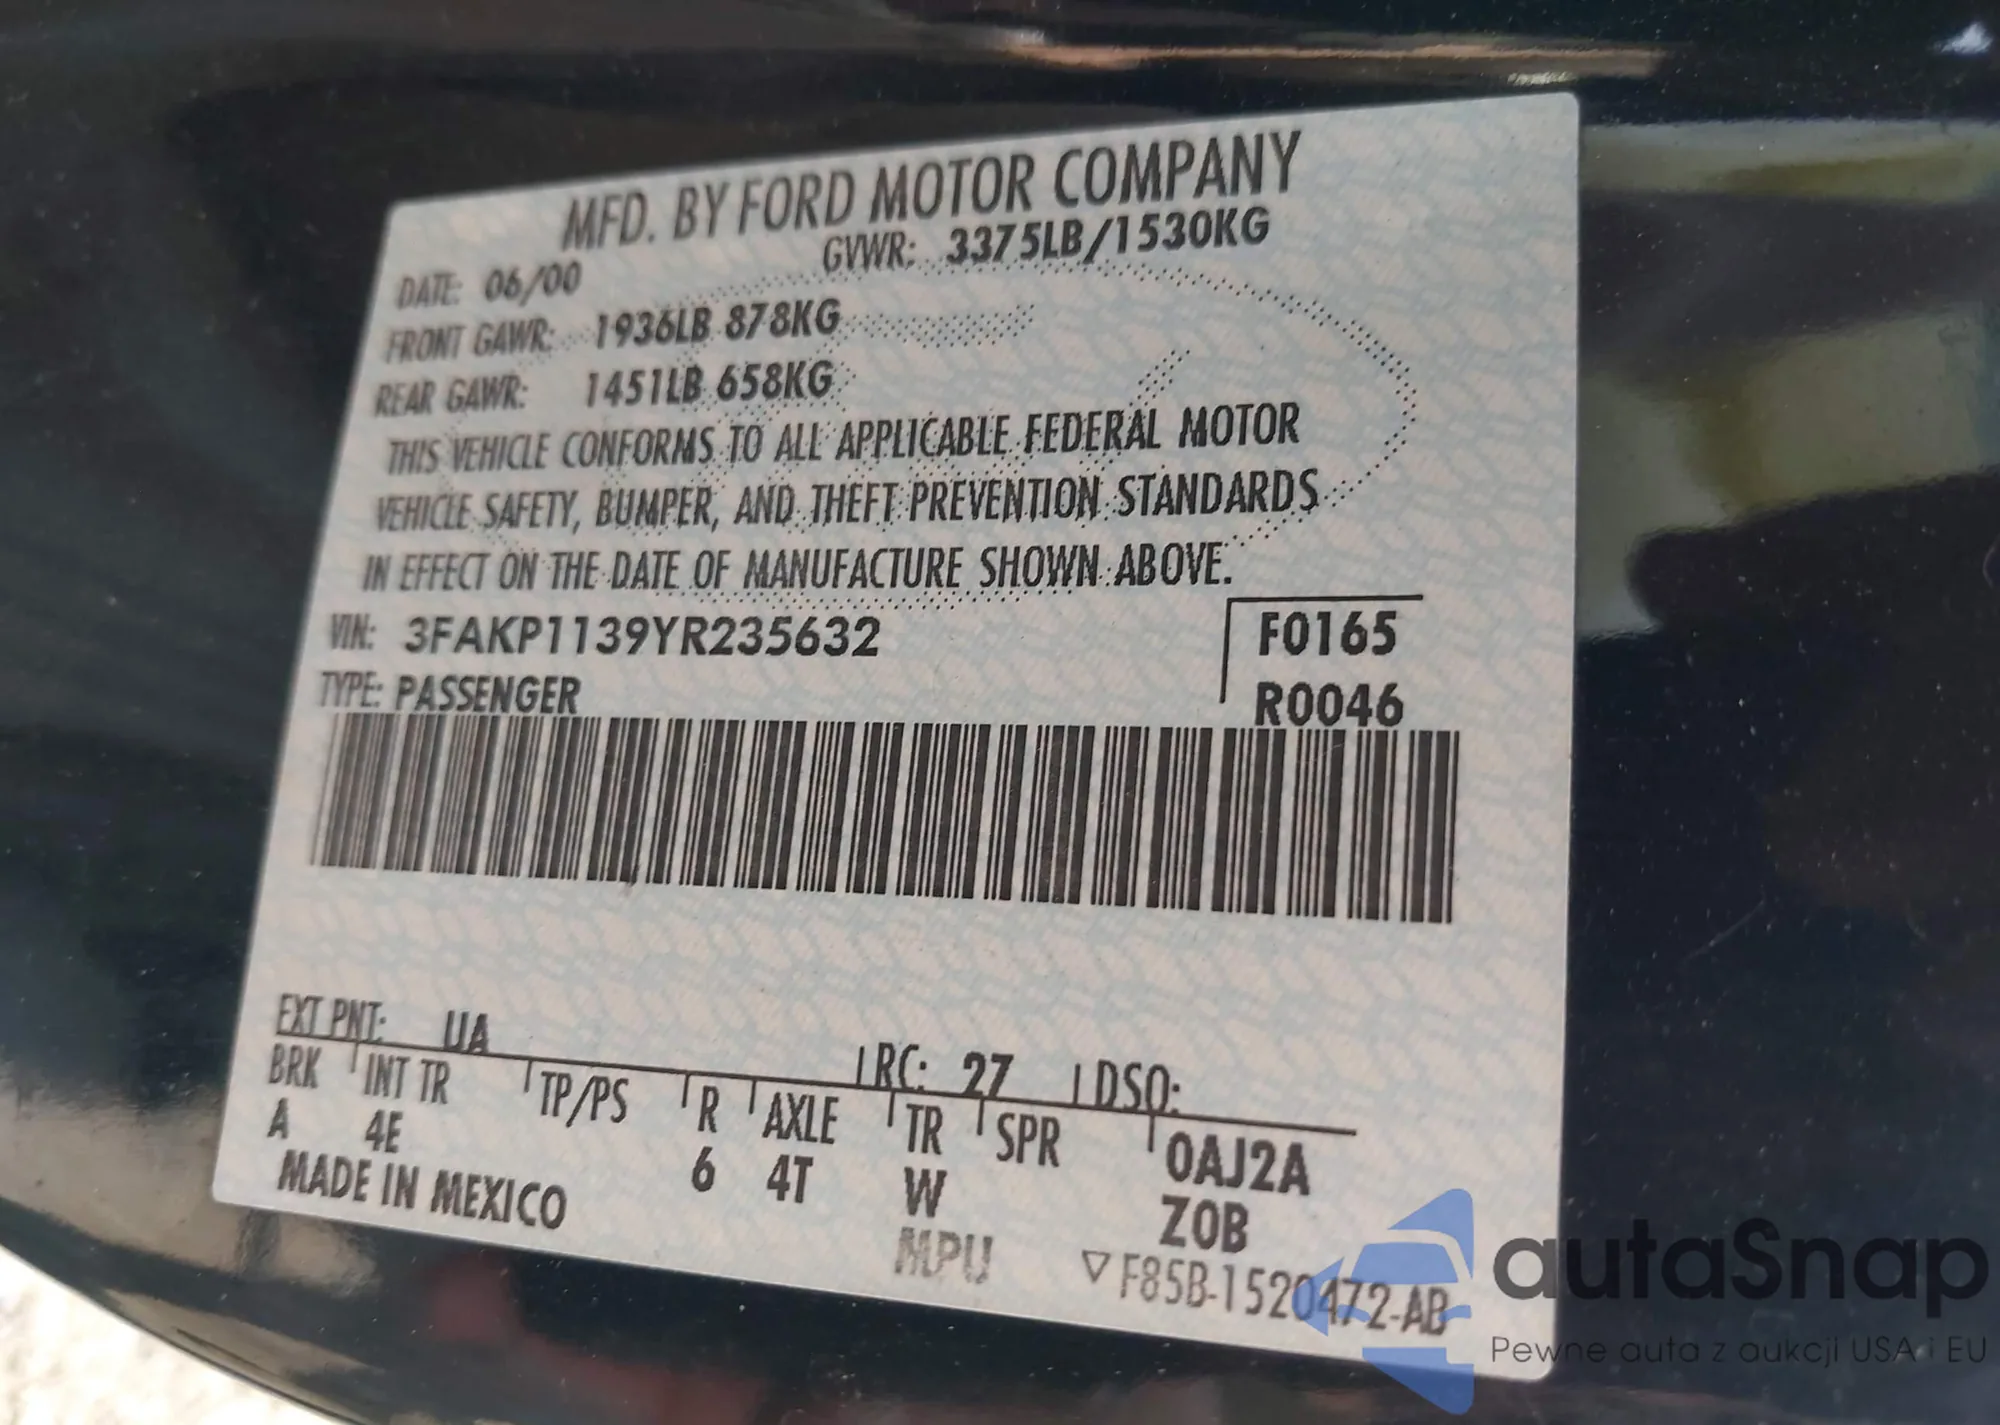 MFD. BY FORD MOTOR COMPANY
DATE: 06/00
GVWR: 3375LB/1530KG
FRONT GAWR: 1936LB 878KG
REAR GAWR: 1451LB 658KG
THIS VEHICLE CONFORMS TO ALL APPLICABLE FEDERAL MOTOR
VEHICLE SAFETY, BUMPER, AND THEFT PREVENTION STANDARDS
IN EFFECT ON THE DATE OF MANUFACTURE SHOWN ABOVE.
VIN: 3FAKP1139YR235632
F0165
TYPE: PASSENGER
R0046
EXT PNT: UA RC: 27 DSO:
BRK INT TR TP/PS R AXLE TR SPR 0AJ2A
A 4E 6 4T W Z0B
MADE IN MEXICO
MPU ▽F85B-1520472-AB
autaSnap
Pewne auta z aukcji USA i EU